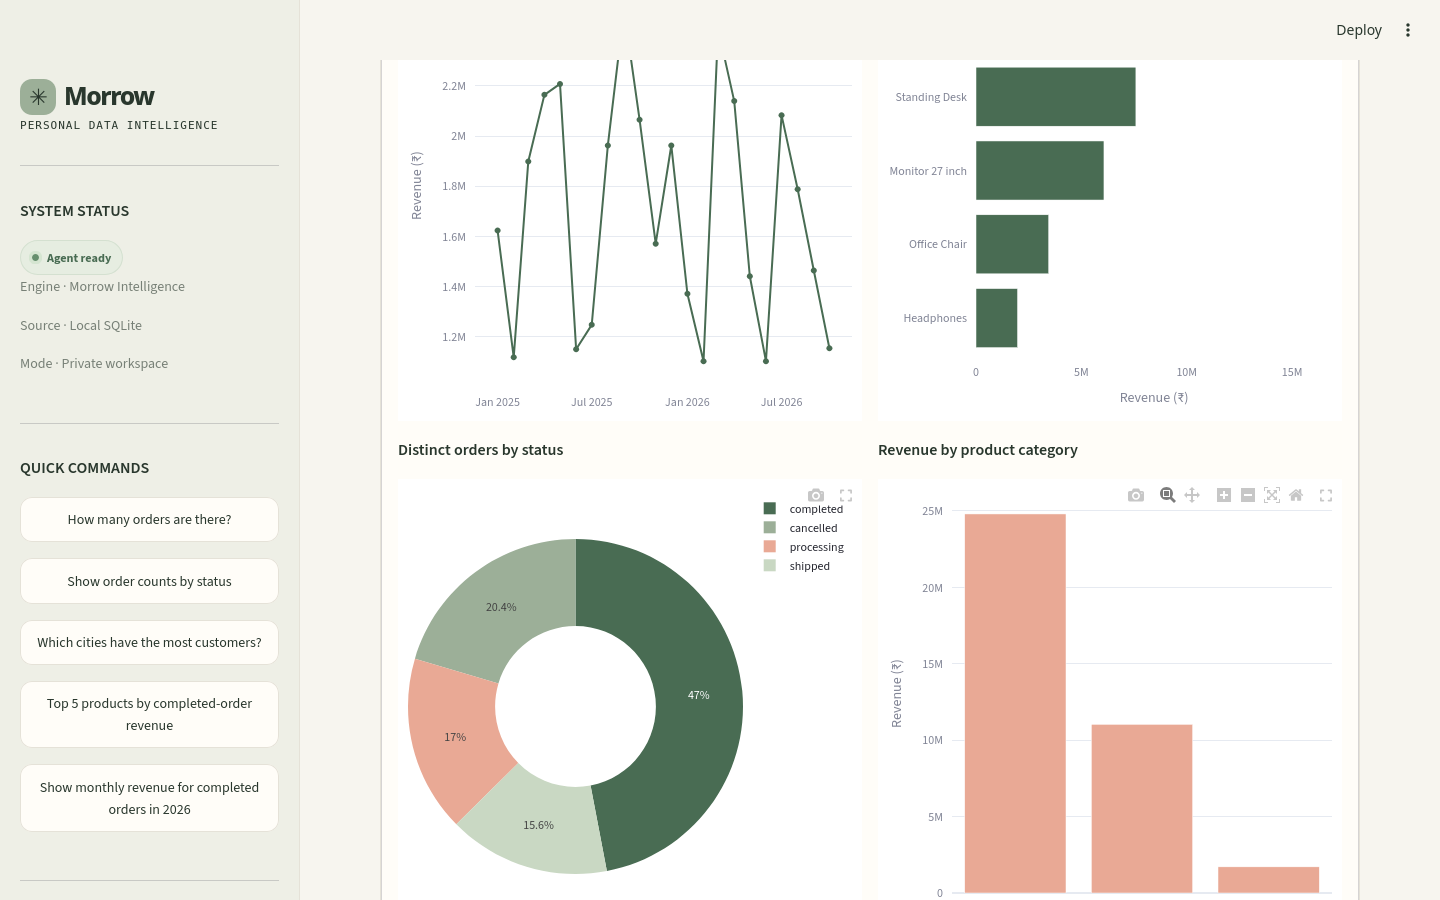 Deploy
Morrow
PERSONAL DATA INTELLIGENCE
SYSTEM STATUS
Agent ready
Engine · Morrow Intelligence
Source · Local SQLite
Mode · Private workspace
QUICK COMMANDS
How many orders are there?
Show order counts by status
Which cities have the most customers?
Top 5 products by completed-order
revenue
Show monthly revenue for completed
orders in 2026
2.2M
2M
1.8M
1.6M
1.4M
1.2M
Revenue (₹)
Jan 2025
Jul 2025
Jan 2026
Jul 2026
Standing Desk
Monitor 27 inch
Office Chair
Headphones
0
5M
10M
15M
Revenue (₹)
Distinct orders by status
completed
cancelled
processing
shipped
20.4%
47%
17%
15.6%
Revenue by product category
25M
20M
15M
10M
5M
0
Revenue (₹)